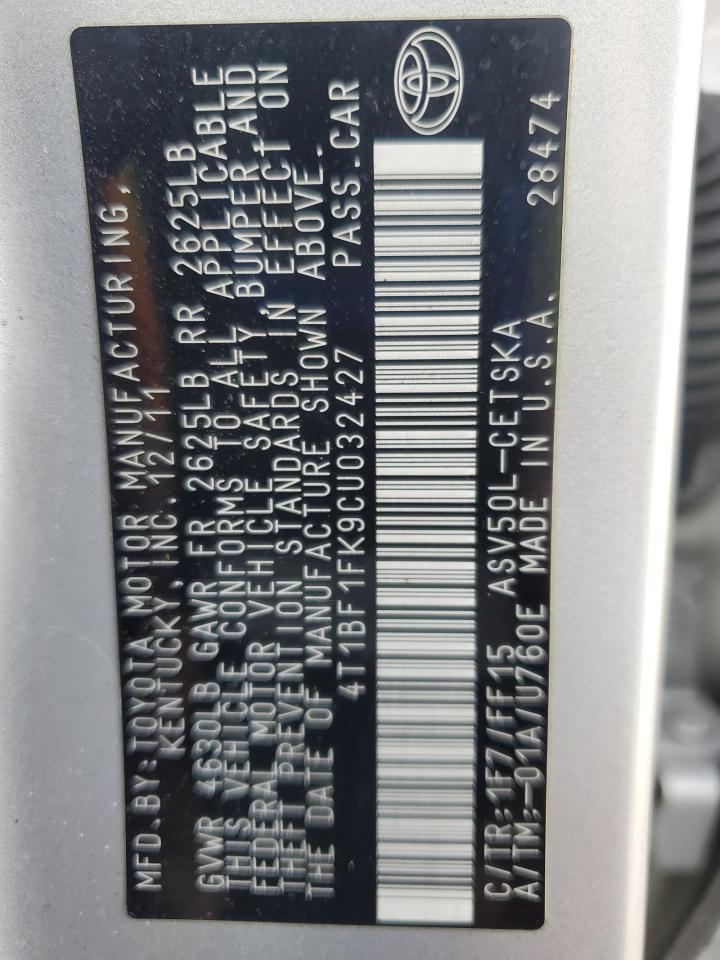 MFD.BY:TOYOTA MOTOR MANUFACTURING,
KENTUCKY, INC. 12/11
GVWR 4630LB GAWR FR 2625LB RR 2625LB
THIS VEHICLE CONFORMS TO ALL APPLICABLE
FEDERAL MOTOR VEHICLE SAFETY, BUMPER, AND
THEFT PREVENTION STANDARDS IN EFFECT ON
THE DATE OF MANUFACTURE SHOWN ABOVE.
4T1BF1FK9CU032427 PASS.CAR
C/TR:1F7/FF15 ASV50L-CETSKA
A/TM:-01A/U760E MADE IN U.S.A. 28474